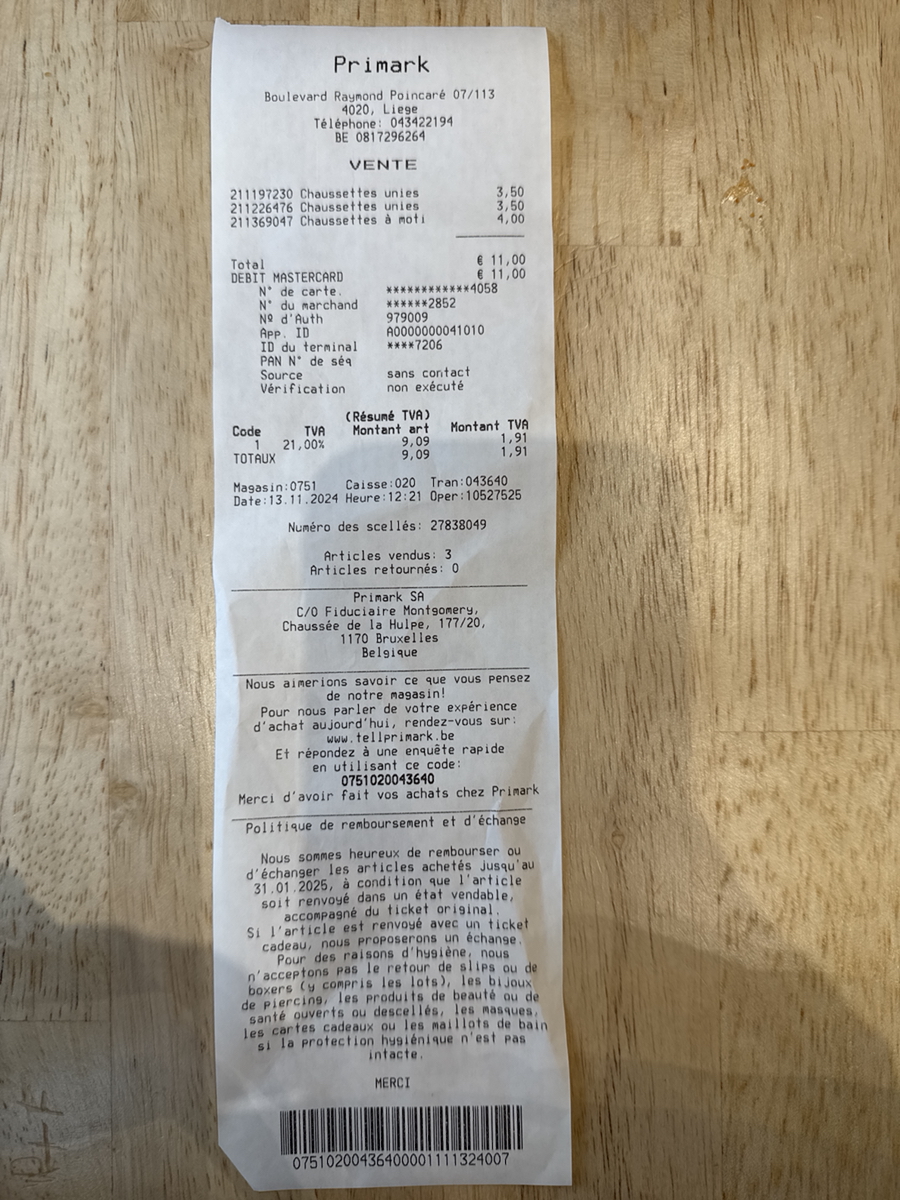 Primark
Boulevard Raymond Poincaré 07/113
4020, Liege
Téléphone: 043422194
BE 0817296264
VENTE
211197230 Chaussettes unies 3,50
211226476 Chaussettes unies 3,50
211369047 Chaussettes à moti 4,00
Total € 11,00
DEBIT MASTERCARD € 11,00
N° de carte. ************4058
N° du marchand ******2852
Nº d'Auth 979009
App. ID A0000000041010
ID du terminal ****7206
PAN N° de séq
Source sans contact
Vérification non exécuté
(Résumé TVA)
Code TVA Montant art Montant TVA
1 21,00% 9,09 1,91
TOTAUX 9,09 1,91
Magasin:0751 Caisse:020 Tran:043640
Date:13.11.2024 Heure:12:21 Oper:10527525
Numéro des scellés: 27838049
Articles vendus: 3
Articles retournés: 0
Primark SA
C/O Fiduciaire Montgomery,
Chaussée de la Hulpe, 177/20,
1170 Bruxelles
Belgique
Nous aimerions savoir ce que vous pensez
de notre magasin!
Pour nous parler de votre expérience
d'achat aujourd'hui, rendez-vous sur:
www.tellprimark.be
Et répondez à une enquête rapide
en utilisant ce code:
0751020043640
Merci d'avoir fait vos achats chez Primark
Politique de remboursement et d'échange
Nous sommes heureux de rembourser ou
d'échanger les articles achetés jusqu'au
31.01.2025, à condition que l'article
soit renvoyé dans un état vendable,
accompagné du ticket original.
Si l'article est renvoyé avec un ticket
cadeau, nous proposerons un échange.
Pour des raisons d'hygiène, nous
n'acceptons pas le retour de slips ou de
boxers (y compris les lots), les bijoux
de piercing, les produits de beauté ou de
santé ouverts ou descellés, les masques,
les cartes cadeaux ou les maillots de bain
si la protection hygiénique n'est pas
intacte.
MERCI
07510200436400001111324007